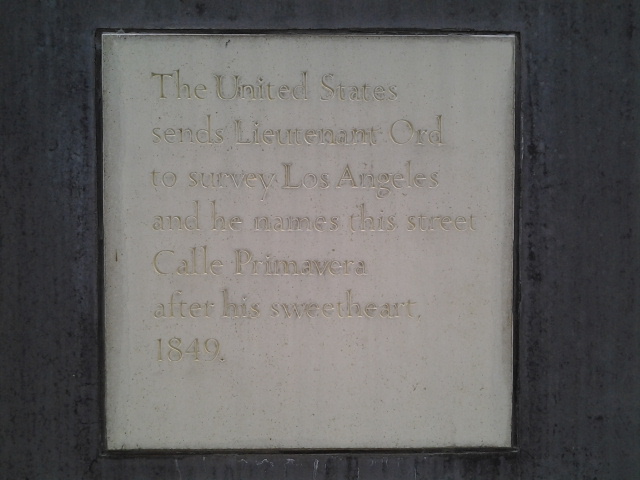 The United States
sends Lieutenant Ord
to survey Los Angeles
and he names this street
Calle Primavera
after his sweetheart.
1849.